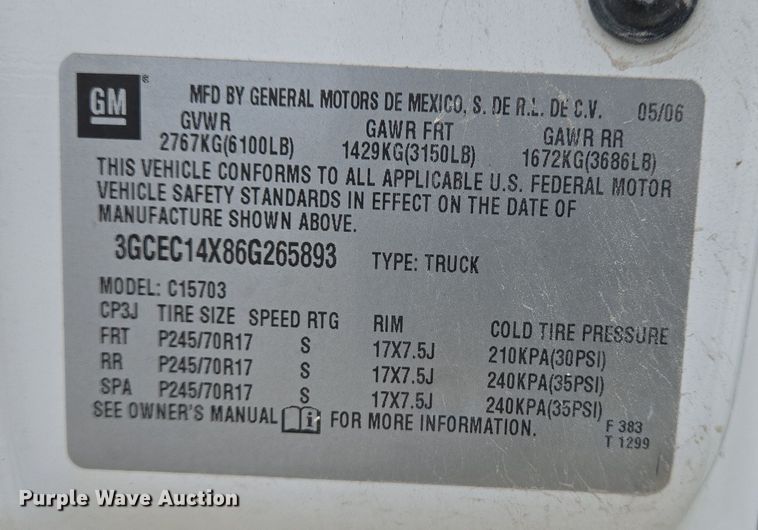 GM ® MFD BY GENERAL MOTORS DE MEXICO, S. DE R.L. DE C.V. 05/06
GVWR GAWR FRT GAWR RR
2767KG(6100LB) 1429KG(3150LB) 1672KG(3686LB)
THIS VEHICLE CONFORMS TO ALL APPLICABLE U.S. FEDERAL MOTOR
VEHICLE SAFETY STANDARDS IN EFFECT ON THE DATE OF
MANUFACTURE SHOWN ABOVE.
3GCEC14X86G265893 TYPE: TRUCK
MODEL: C15703
CP3J TIRE SIZE SPEED RTG RIM COLD TIRE PRESSURE
FRT P245/70R17 S 17X7.5J 210KPA(30PSI)
RR P245/70R17 S 17X7.5J 240KPA(35PSI)
SPA P245/70R17 S 17X7.5J 240KPA(35PSI)
SEE OWNER'S MANUAL i FOR MORE INFORMATION. F 383
T 1299
Purple Wave Auction